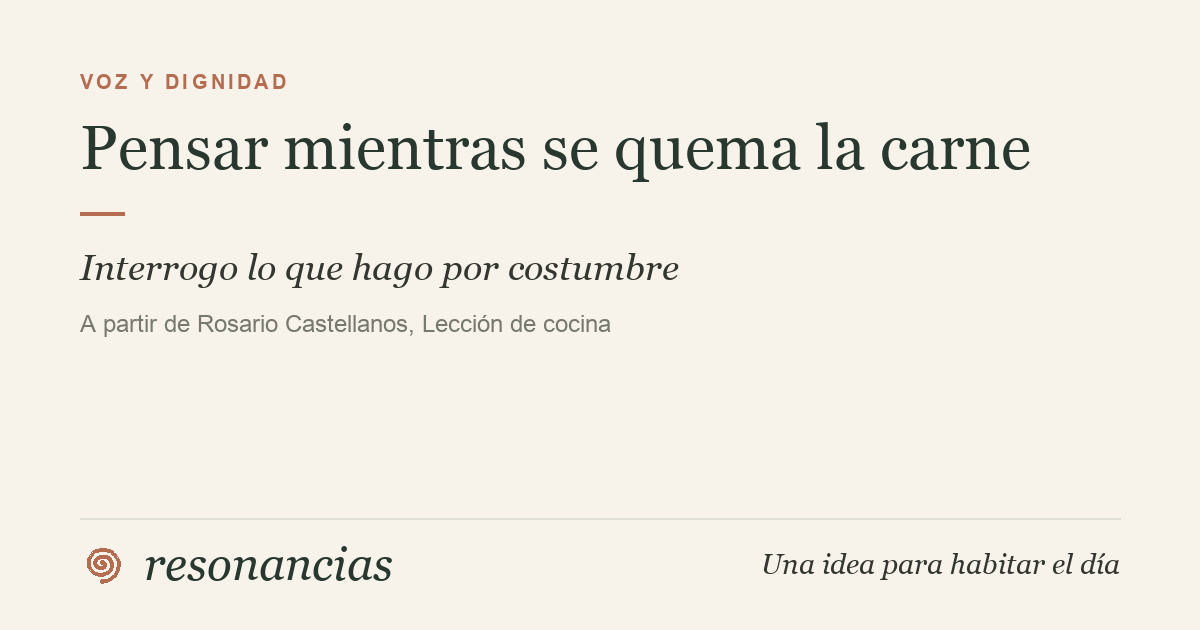 VOZ Y DIGNIDAD
Pensar mientras se quema la carne
Interrogo lo que hago por costumbre
A partir de Rosario Castellanos, Lección de cocina
resonancias
Una idea para habitar el día